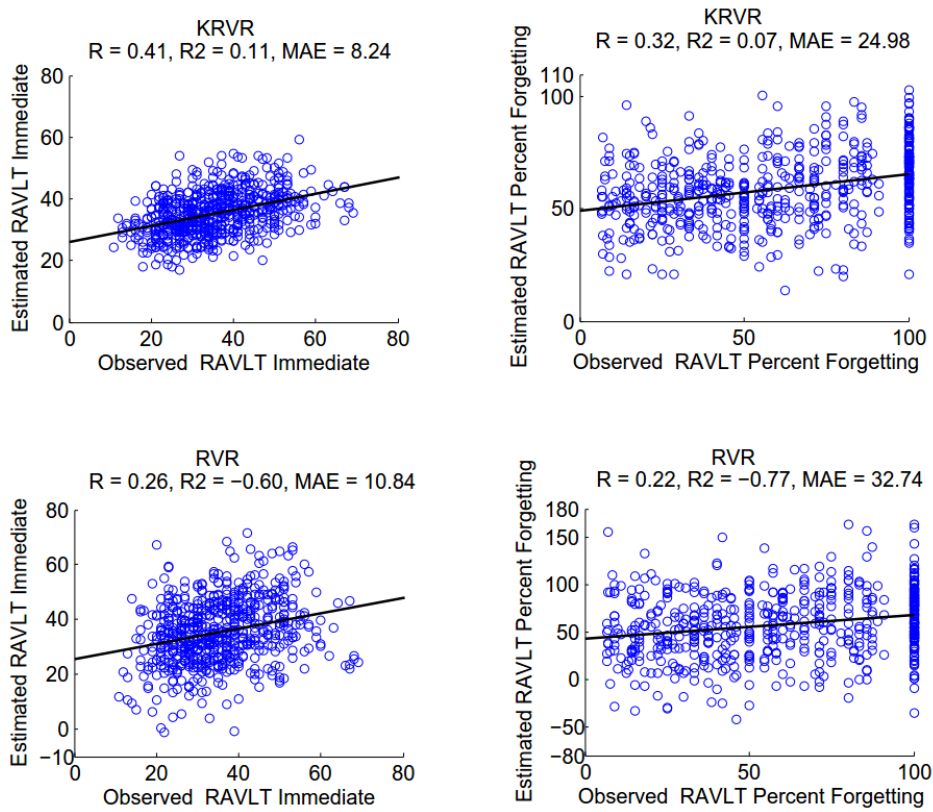 KRVR
R = 0.41, R2 = 0.11, MAE = 8.24
80
60
40
20
0
0 20 40 60 80
Estimated RAVLT Immediate
Observed RAVLT Immediate
KRVR
R = 0.32, R2 = 0.07, MAE = 24.98
110
100
50
0
0 50 100
Estimated RAVLT Percent Forgetting
Observed RAVLT Percent Forgetting
RVR
R = 0.26, R2 = −0.60, MAE = 10.84
80
60
40
20
0
−10
0 20 40 60 80
Estimated RAVLT Immediate
Observed RAVLT Immediate
RVR
R = 0.22, R2 = −0.77, MAE = 32.74
180
150
100
50
0
−50
−80
0 50 100
Estimated RAVLT Percent Forgetting
Observed RAVLT Percent Forgetting